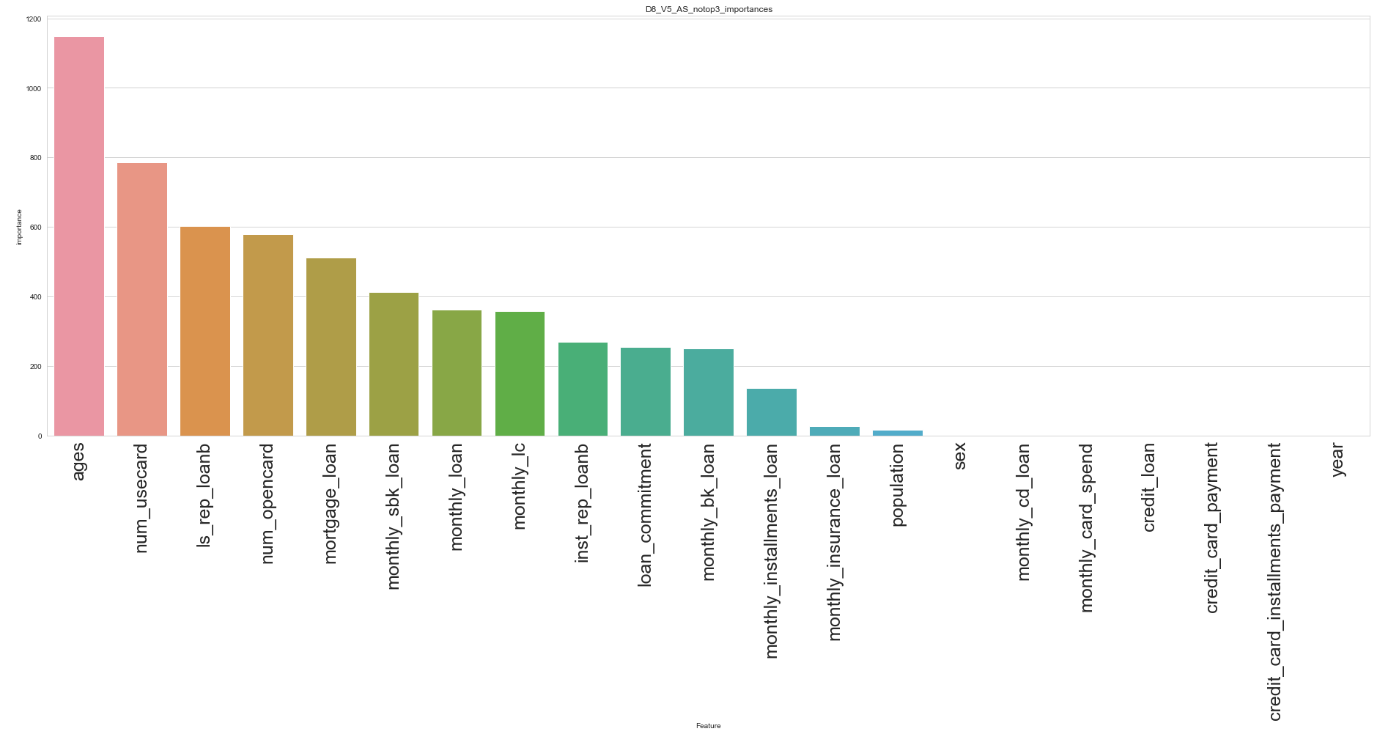 D8_V5_AS_notop3_importances
1200
1000
800
600
400
200
0
importance
ages
num_usecard
ls_rep_loanb
num_opencard
mortgage_loan
monthly_sbk_loan
monthly_loan
monthly_lc
inst_rep_loanb
loan_commitment
monthly_bk_loan
monthly_installments_loan
monthly_insurance_loan
population
sex
monthly_cd_loan
monthly_card_spend
credit_loan
credit_card_payment
credit_card_installments_payment
year
Feature